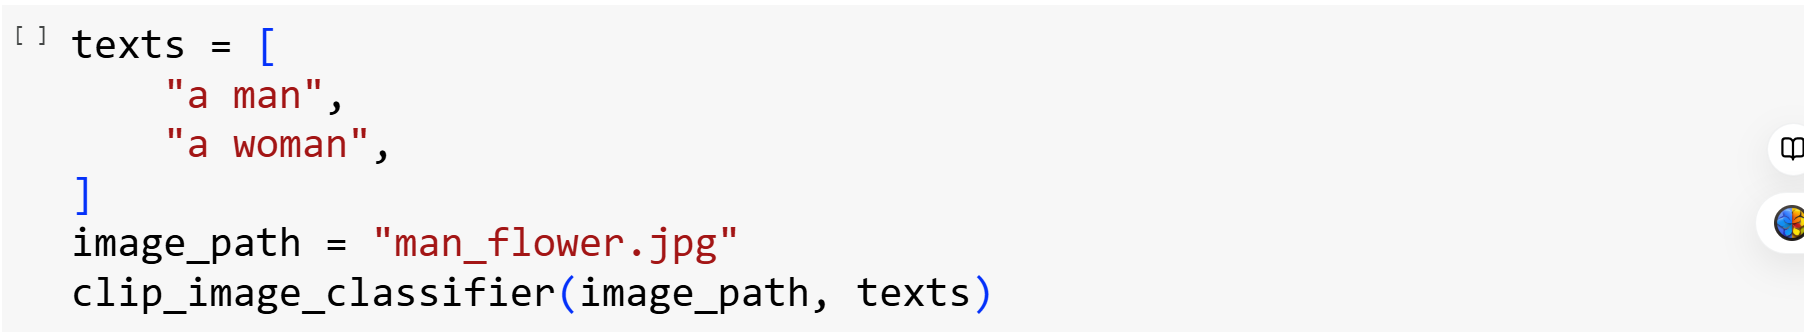 [ ] texts = [
"a man",
"a woman",
]
image_path = "man_flower.jpg"
clip_image_classifier(image_path, texts)